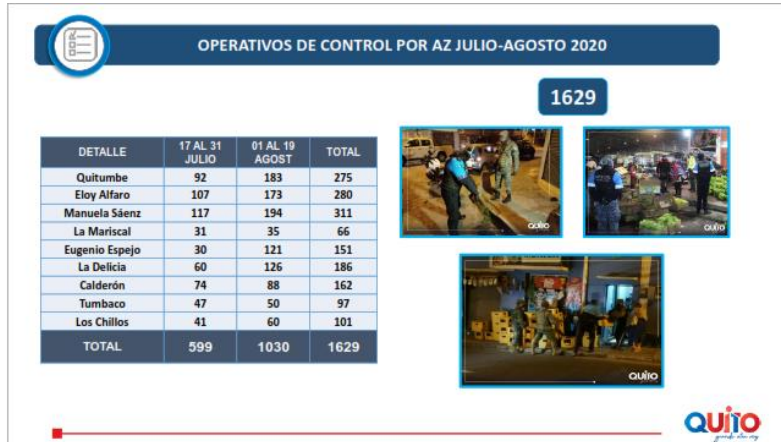 OPERATIVOS DE CONTROL POR AZ JULIO-AGOSTO 2020
1629
DETALLE 17 AL 31 JULIO 01 AL 19 AGOST TOTAL
Quitumbe 92 183 275
Eloy Alfaro 107 173 280
Manuela Sáenz 117 194 311
La Mariscal 31 35 66
Eugenio Espejo 30 121 151
La Delicia 60 126 186
Calderón 74 88 162
Tumbaco 47 50 97
Los Chillos 41 60 101
TOTAL 599 1030 1629
QUITO
QUITO
QUITO
QUITO
grande otra vez